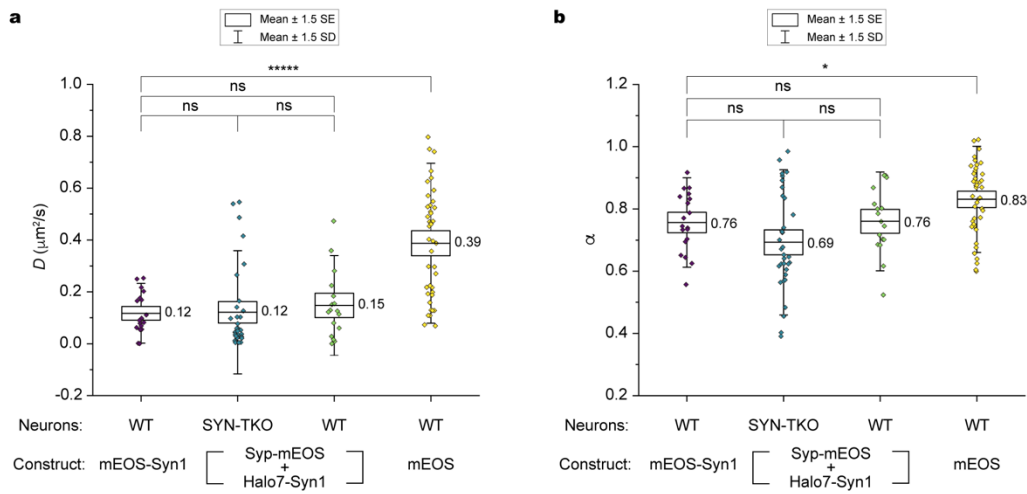 a
Mean ± 1.5 SE
Mean ± 1.5 SD
*****
ns
ns
ns
1.0
0.8
0.6
0.4
0.2
0.0
-0.2
D (μm²/s)
0.12
0.12
0.15
0.39
Neurons: WT SYN-TKO WT WT
Construct: mEOS-Syn1 Syp-mEOS + Halo7-Syn1 mEOS
b
Mean ± 1.5 SE
Mean ± 1.5 SD
*
ns
ns
ns
1.2
1.0
0.8
0.6
0.4
0.2
α
0.76
0.69
0.76
0.83
Neurons: WT SYN-TKO WT WT
Construct: mEOS-Syn1 Syp-mEOS + Halo7-Syn1 mEOS